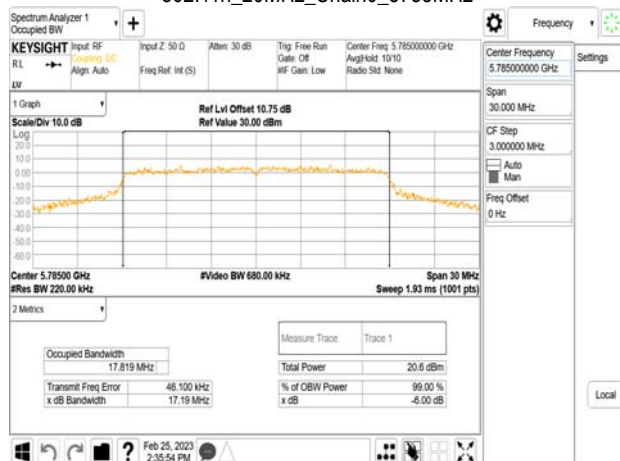 Spectrum Analyzer 1
Occupied BW
Frequency
KEYSIGHT
Input: RF
Coupling: DC
Align: Auto
Input Z: 50 Ω
Freq Ref: Int (S)
Atten: 30 dB
Trig: Free Run
Gate: Off
#IF Gain: Low
Center Freq: 5.785000000 GHz
Avg|Hold: 10/10
Radio Std: None
RL
Center Frequency
5.785000000 GHz
Settings
Span
30.000 MHz
CF Step
3.000000 MHz
Auto
Man
Freq Offset
0 Hz
Local
1 Graph
Scale/Div 10.0 dB
Ref Lvl Offset 10.75 dB
Ref Value 30.00 dBm
Log
20.0
10.0
0.00
-10.0
-20.0
-30.0
-40.0
-50.0
-60.0
Center 5.78500 GHz
#Res BW 220.00 kHz
#Video BW 680.00 kHz
Span 30 MHz
Sweep 1.93 ms (1001 pts)
2 Metrics
Measure Trace
Trace 1
Occupied Bandwidth
17.819 MHz
Total Power
20.6 dBm
Transmit Freq Error
46.100 kHz
% of OBW Power
99.00 %
x dB Bandwidth
17.19 MHz
x dB
-6.00 dB
Feb 25, 2023
2:35:54 PM